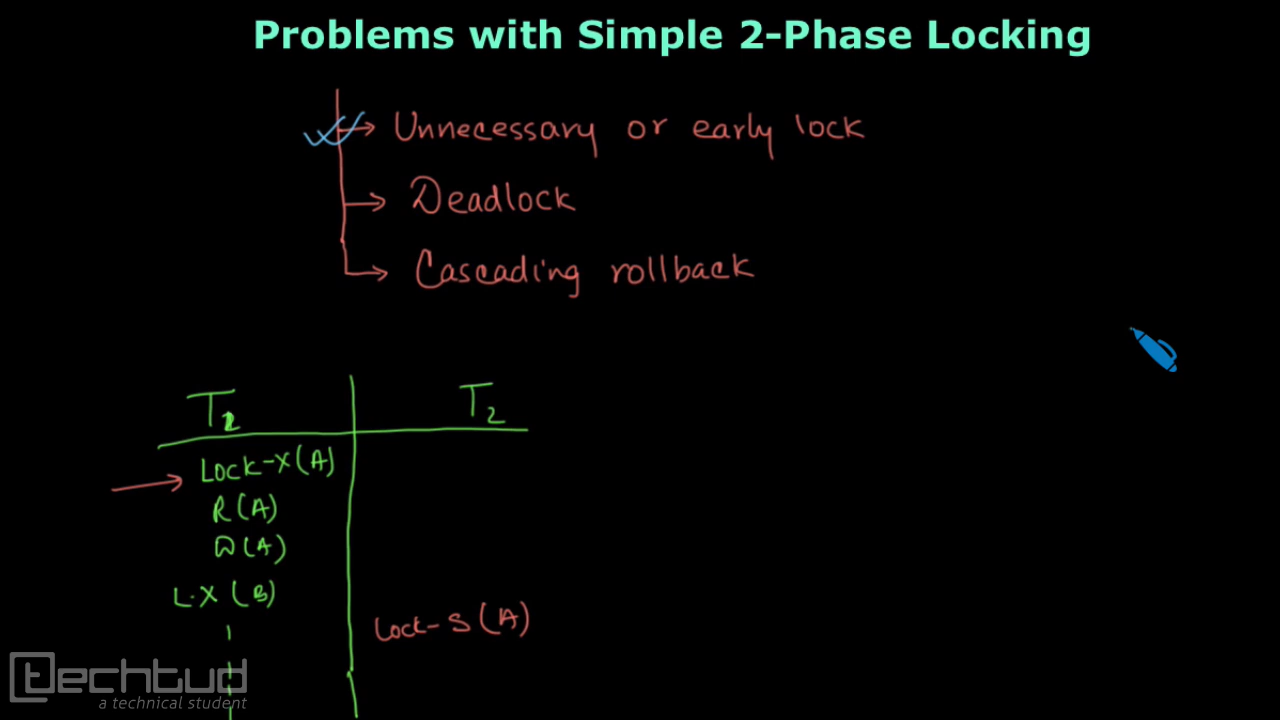 Problems with Simple 2-Phase Locking
Unnecessary or early lock
Deadlock
Cascading rollback
T1 T2
Lock-X(A)
R(A)
W(A)
L.X(B)
Lock-S(A)
techtud
a technical student